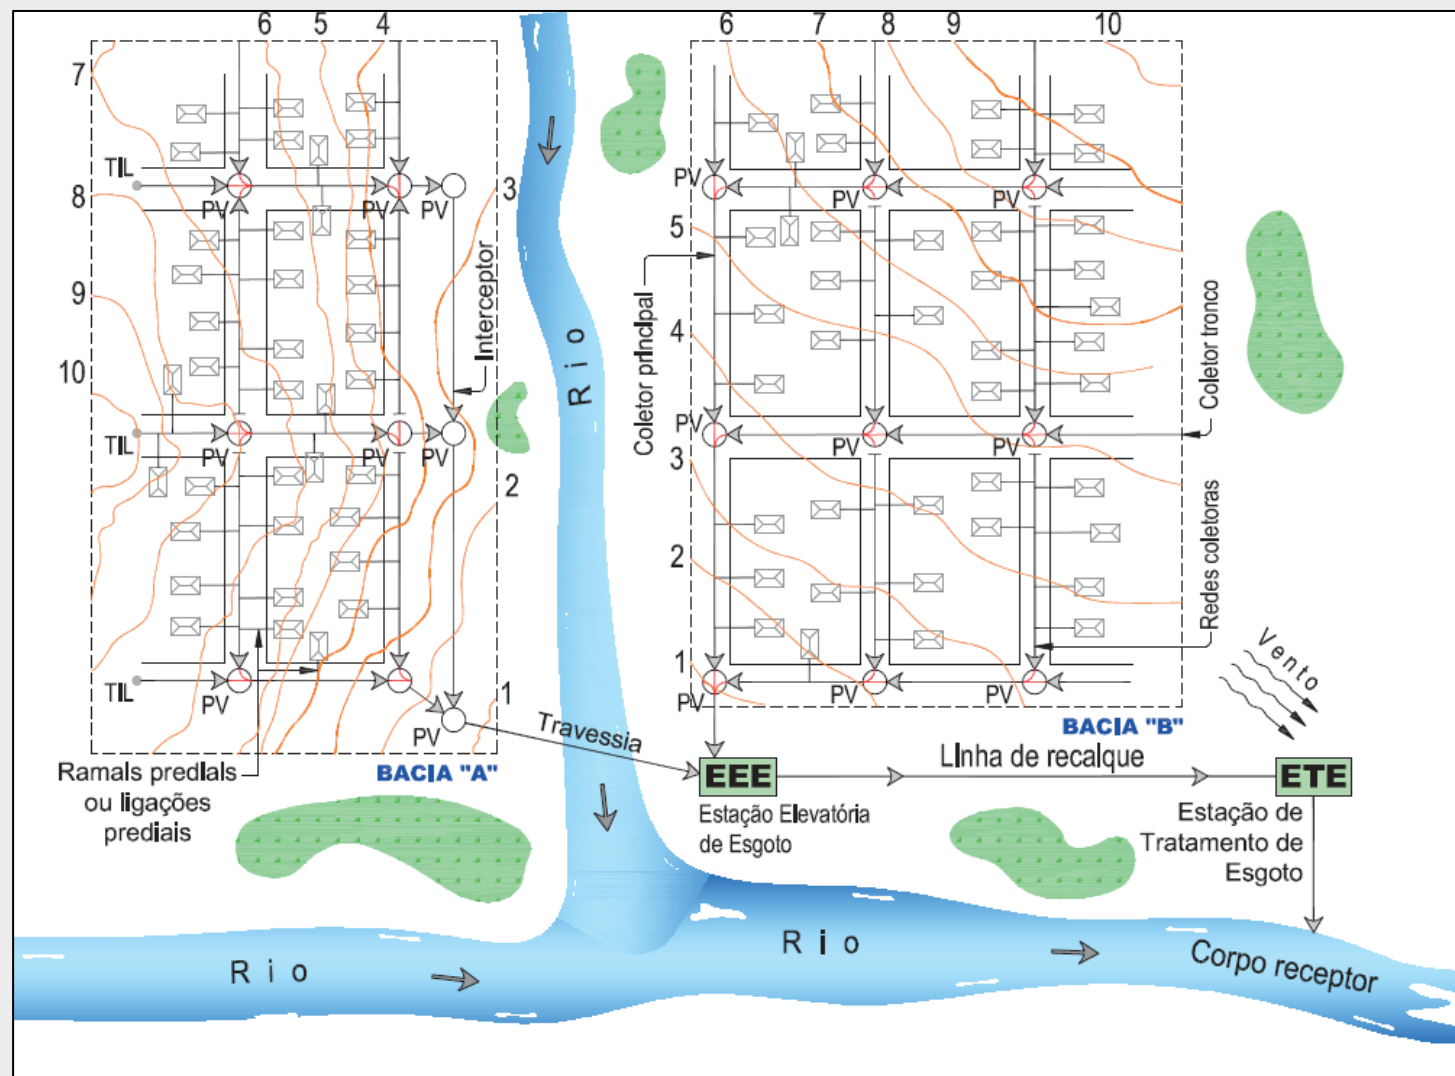 6 5 4
6 7 8 9 10
7
TIL
PV
PV
PV
8
3
9
10
Interceptor
TIL
PV
PV
PV
2
TIL
PV
PV
1
Ramais prediais
ou ligações
prediais
BACIA "A"
Rio
Travessia
PV
PV
PV
5
Coletor principal
4
PV
PV
PV
3
Coletor tronco
2
Redes coletoras
1
PV
PV
PV
Vento
BACIA "B"
EEE
Linha de recalque
ETE
Estação Elevatória
de Esgoto
Estação de
Tratamento de
Esgoto
Rio
Rio
Corpo receptor